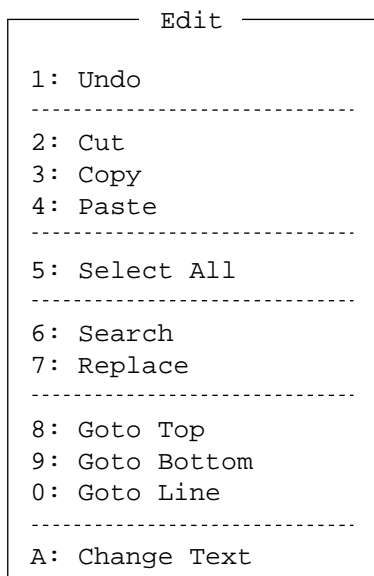 Edit
1: Undo
2: Cut
3: Copy
4: Paste
5: Select All
6: Search
7: Replace
8: Goto Top
9: Goto Bottom
0: Goto Line
A: Change Text